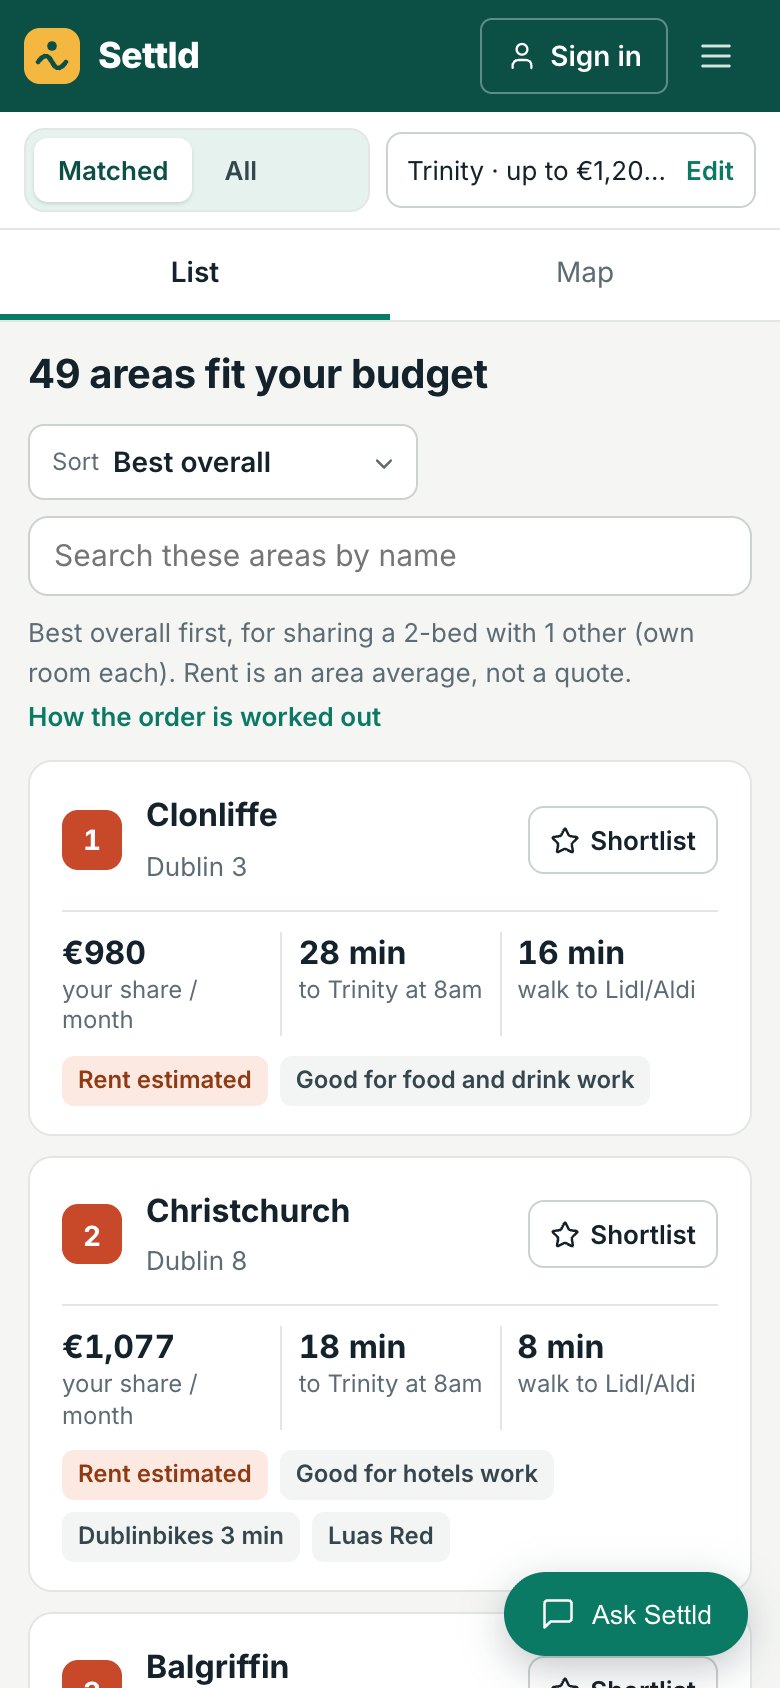 Settld
Sign in
Matched
All
Trinity · up to €1,20...
Edit
List
Map
49 areas fit your budget
Sort Best overall
Search these areas by name
Best overall first, for sharing a 2-bed with 1 other (own
room each). Rent is an area average, not a quote.
How the order is worked out
1
Clonliffe
Dublin 3
Shortlist
€980
your share /
month
28 min
to Trinity at 8am
16 min
walk to Lidl/Aldi
Rent estimated
Good for food and drink work
2
Christchurch
Dublin 8
Shortlist
€1,077
your share /
month
18 min
to Trinity at 8am
8 min
walk to Lidl/Aldi
Rent estimated
Good for hotels work
Dublinbikes 3 min
Luas Red
Ask Settld
Balgriffin